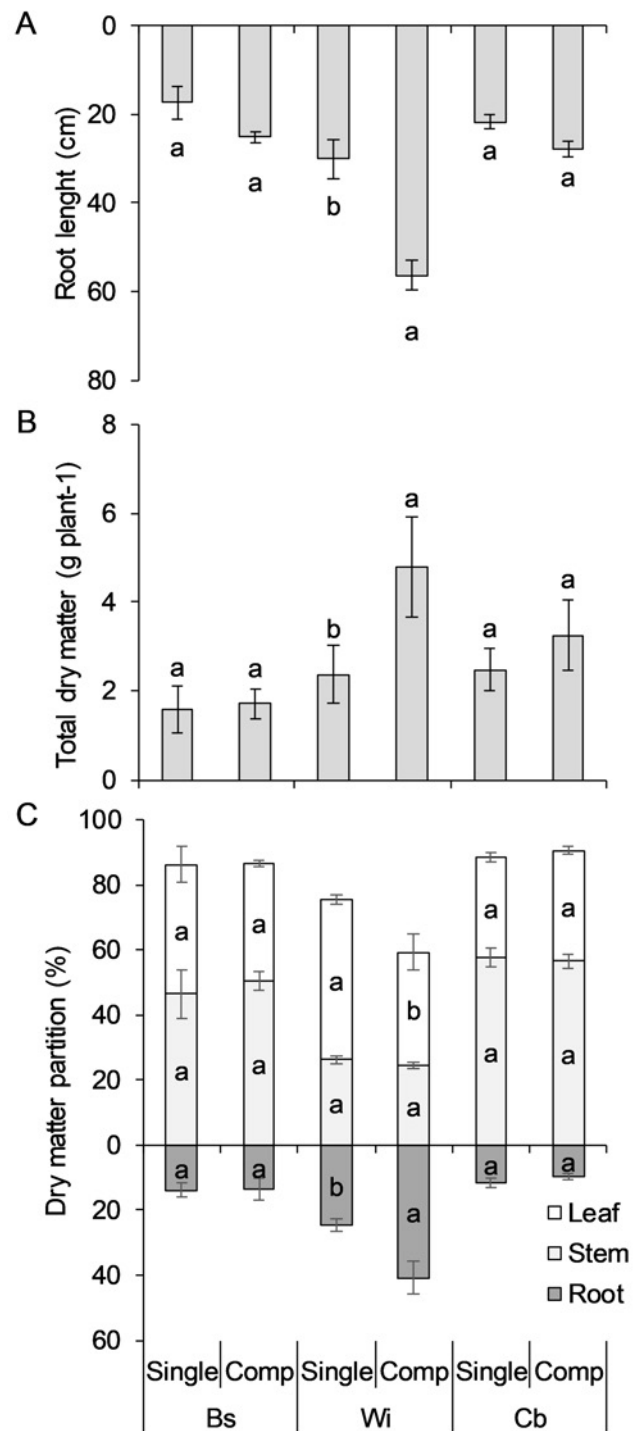 A
Root lenght (cm)
0
20
40
60
80
a
a
b
a
a
a
B
Total dry matter (g plant-1)
8
6
4
2
0
a
a
b
a
a
a
C
Dry matter partition (%)
100
80
60
40
20
0
20
40
60
a
a
a
b
a
a
a
a
a
a
a
a
a
a
b
a
a
a
Leaf
Stem
Root
Single Comp Single Comp Single Comp
Bs Wi Cb